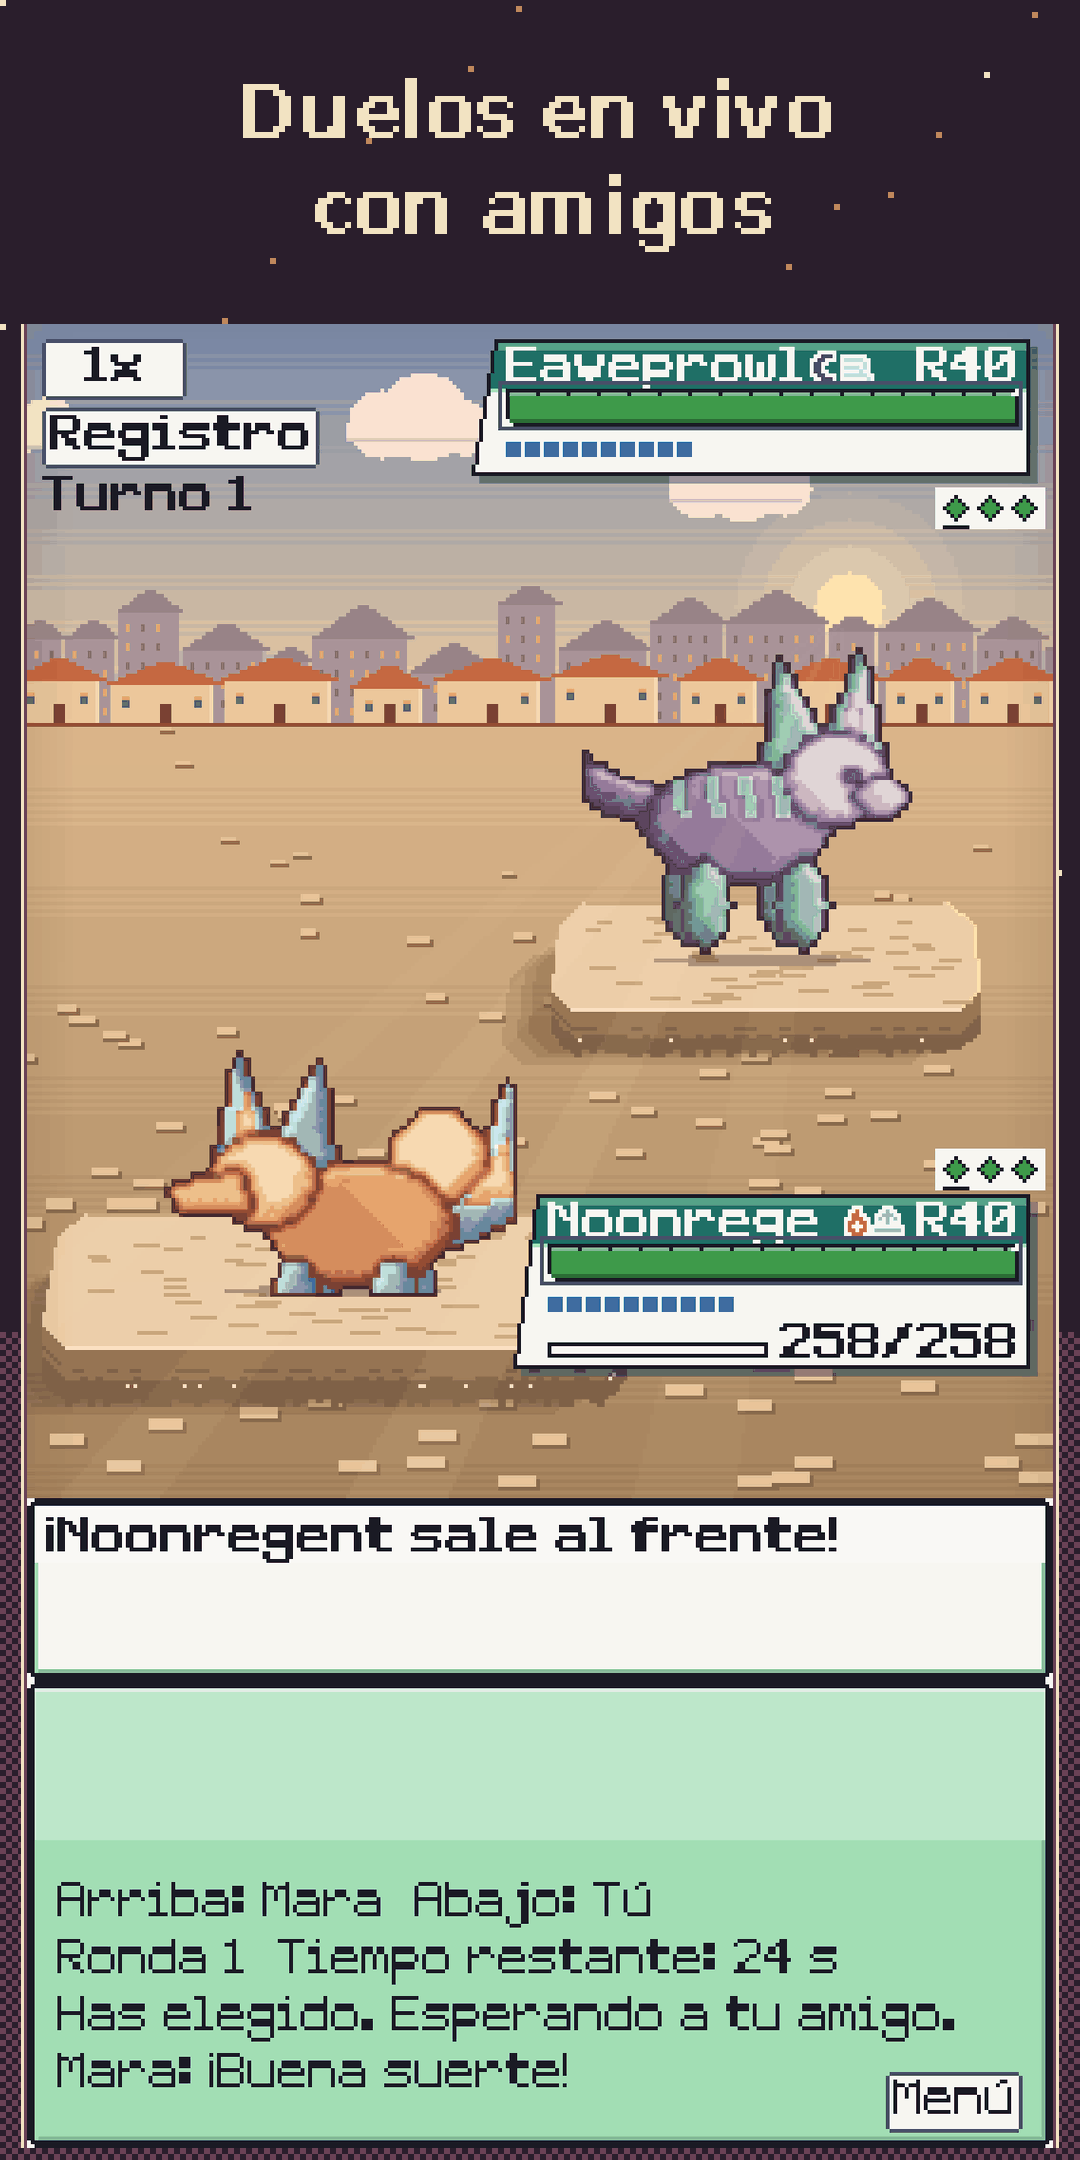 Duelos en vivo
con amigos
1x
Registro
Turno 1
Eaveprowl R40
Noonrege R40
258/258
¡Noonregent sale al frente!
Arriba: Mara Abajo: Tú
Ronda 1 Tiempo restante: 24 s
Has elegido. Esperando a tu amigo.
Mara: ¡Buena suerte!
Menú